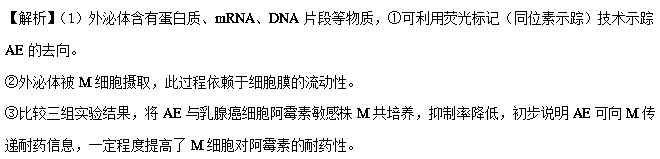 【解析】（1）外泌体含有蛋白质、mRNA、DNA 片段等物质，①可利用荧光标记（同位素示踪）技术示踪
AE 的去向。
②外泌体被 M 细胞摄取，此过程依赖于细胞膜的流动性。
③比较三组实验结果，将 AE 与乳腺癌细胞阿霉素敏感株 M 共培养，抑制率降低，初步说明 AE 可向 M 传
递耐药信息，一定程度提高了 M 细胞对阿霉素的耐药性。